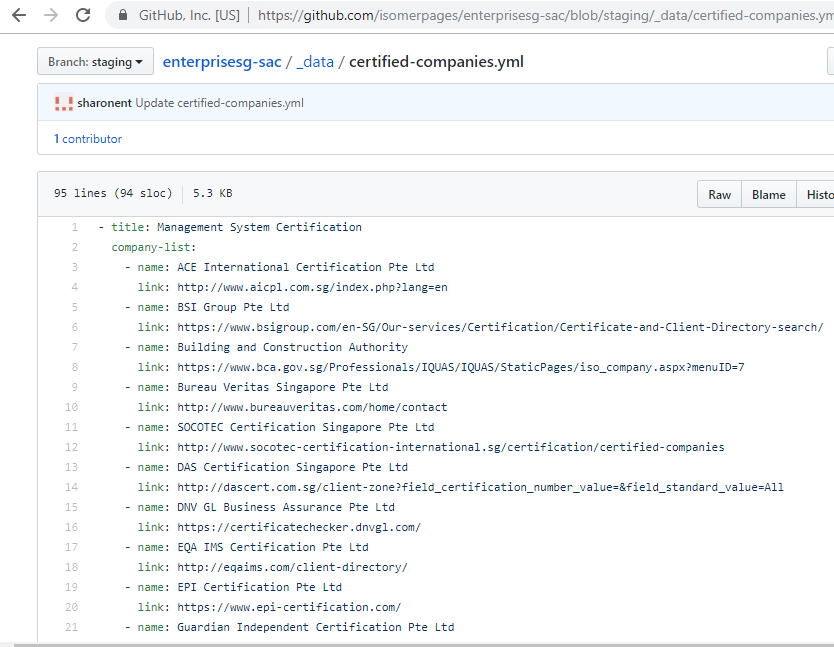 GitHub, Inc. [US] | https://github.com/isomerpages/enterprisesg-sac/blob/staging/_data/certified-companies.ym
Branch: staging enterprisesg-sac / _data / certified-companies.yml
sharonent Update certified-companies.yml
1 contributor
95 lines (94 sloc) 5.3 KB Raw Blame Histo
1 - title: Management System Certification
2 company-list:
3 - name: ACE International Certification Pte Ltd
4 link: http://www.aicpl.com.sg/index.php?lang=en
5 - name: BSI Group Pte Ltd
6 link: https://www.bsigroup.com/en-SG/Our-services/Certification/Certificate-and-Client-Directory-search/
7 - name: Building and Construction Authority
8 link: https://www.bca.gov.sg/Professionals/IQUAS/IQUAS/StaticPages/iso_company.aspx?menuID=7
9 - name: Bureau Veritas Singapore Pte Ltd
10 link: http://www.bureauveritas.com/home/contact
11 - name: SOCOTEC Certification Singapore Pte Ltd
12 link: http://www.socotec-certification-international.sg/certification/certified-companies
13 - name: DAS Certification Singapore Pte Ltd
14 link: http://dascert.com.sg/client-zone?field_certification_number_value=&field_standard_value=All
15 - name: DNV GL Business Assurance Pte Ltd
16 link: https://certificatechecker.dnvgl.com/
17 - name: EQA IMS Certification Pte Ltd
18 link: http://eqaims.com/client-directory/
19 - name: EPI Certification Pte Ltd
20 link: https://www.epi-certification.com/
21 - name: Guardian Independent Certification Pte Ltd